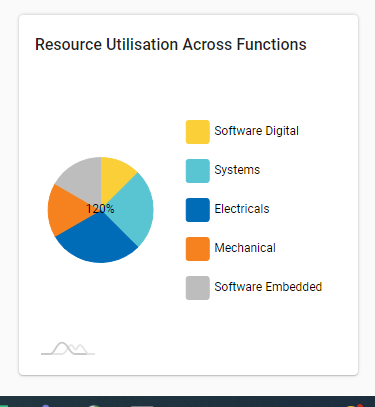 Resource Utilisation Across Functions
Software Digital
Systems
120%
Electricals
Mechanical
Software Embedded